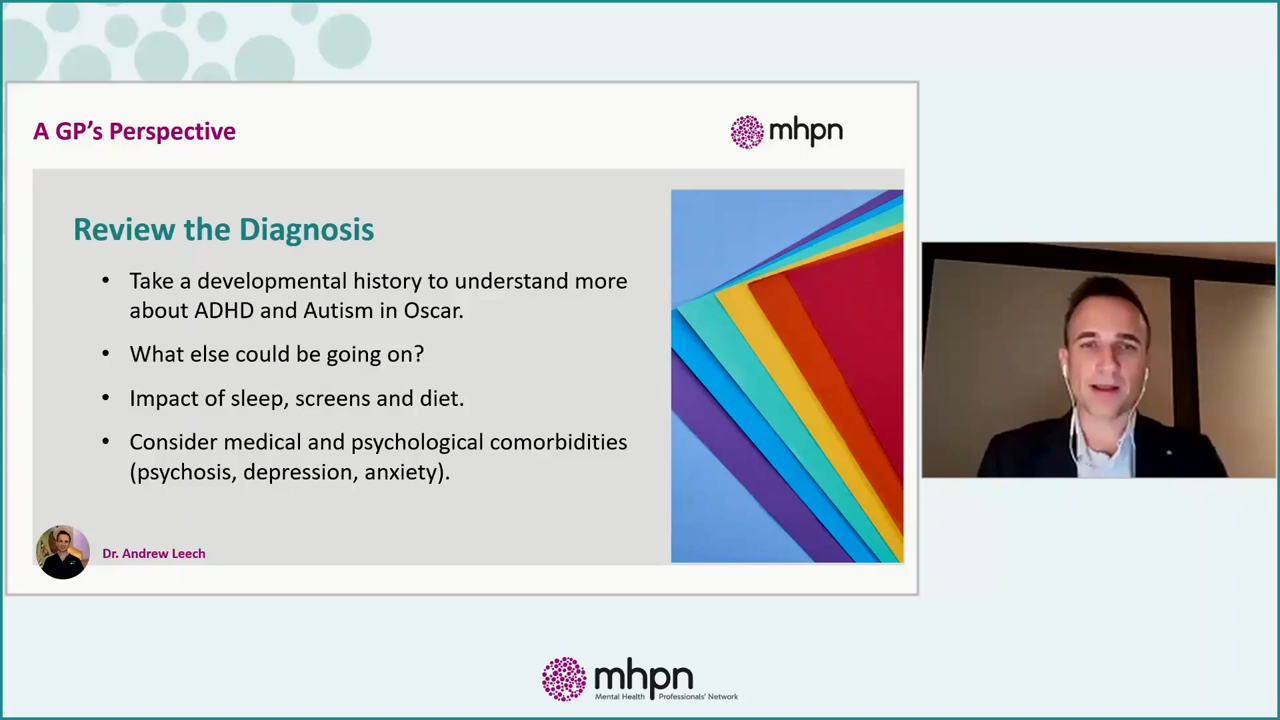 A GP's Perspective
mhpn
Review the Diagnosis
• Take a developmental history to understand more
about ADHD and Autism in Oscar.
• What else could be going on?
• Impact of sleep, screens and diet.
• Consider medical and psychological comorbidities
(psychosis, depression, anxiety).
Dr. Andrew Leech
mhpn
Mental Health Professionals' Network